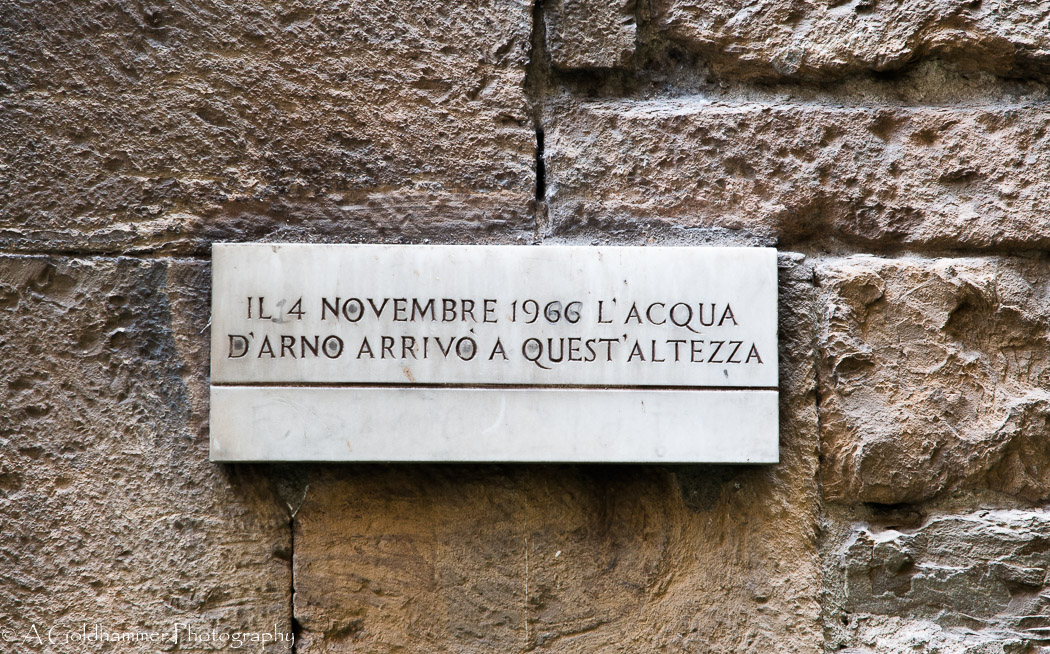 IL 4 NOVEMBRE 1966 L'ACQUA
D'ARNO ARRIVÒ A QUEST'ALTEZZA
© A Goldhammer Photography